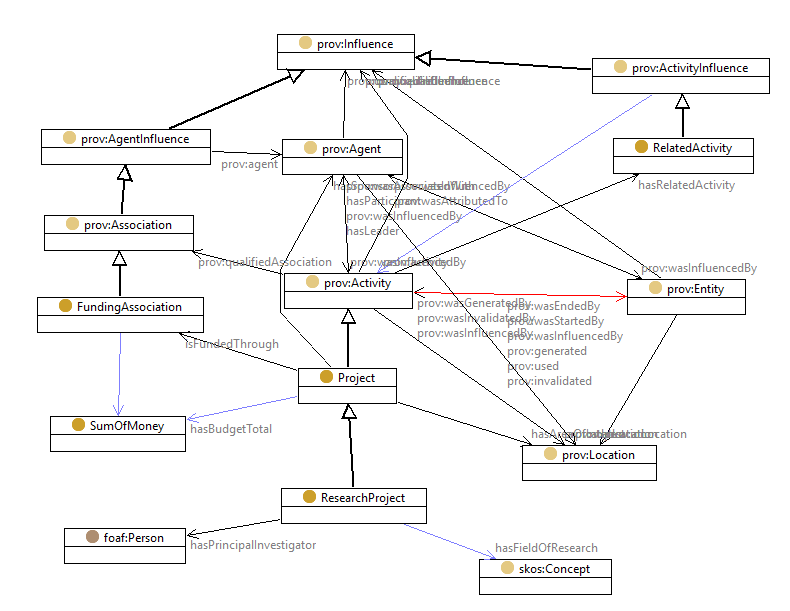 prov:Influence
prov:ActivityInfluence
prov:AgentInfluence
prov:agent
prov:Agent
RelatedActivity
hasRelatedActivity
hasParticipant
prov:wasAttributedTo
prov:wasInfluencedBy
hasLeader
prov:Association
prov:qualifiedAssociation
prov:Activity
prov:wasInfluencedBy
prov:Entity
FundingAssociation
isFundedThrough
prov:wasGeneratedBy
prov:wasInvalidatedBy
prov:wasInfluencedBy
prov:wasEndedBy
prov:wasStartedBy
prov:wasInfluencedBy
prov:generated
prov:used
prov:invalidated
Project
SumOfMoney
hasBudgetTotal
prov:Location
ResearchProject
foaf:Person
hasPrincipalInvestigator
hasFieldOfResearch
skos:Concept